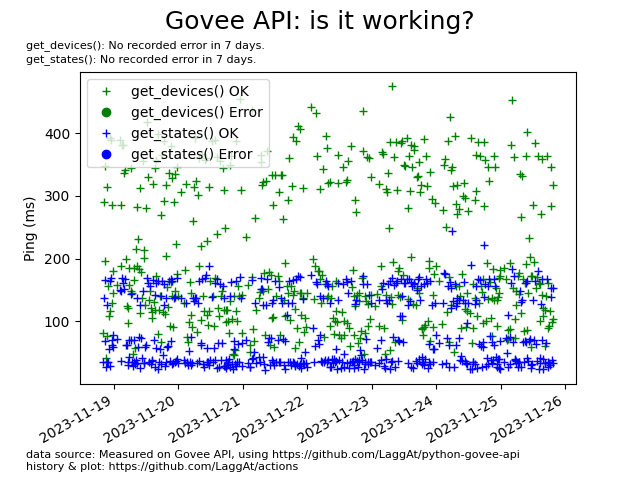 Govee API: is it working?
get_devices(): No recorded error in 7 days.
get_states(): No recorded error in 7 days.
get_devices() OK
get_devices() Error
get_states() OK
get_states() Error
400
300
200
100
Ping (ms)
2023-11-19
2023-11-20
2023-11-21
2023-11-22
2023-11-23
2023-11-24
2023-11-25
2023-11-26
data source: Measured on Govee API, using https://github.com/LaggAt/python-govee-api
history & plot: https://github.com/LaggAt/actions